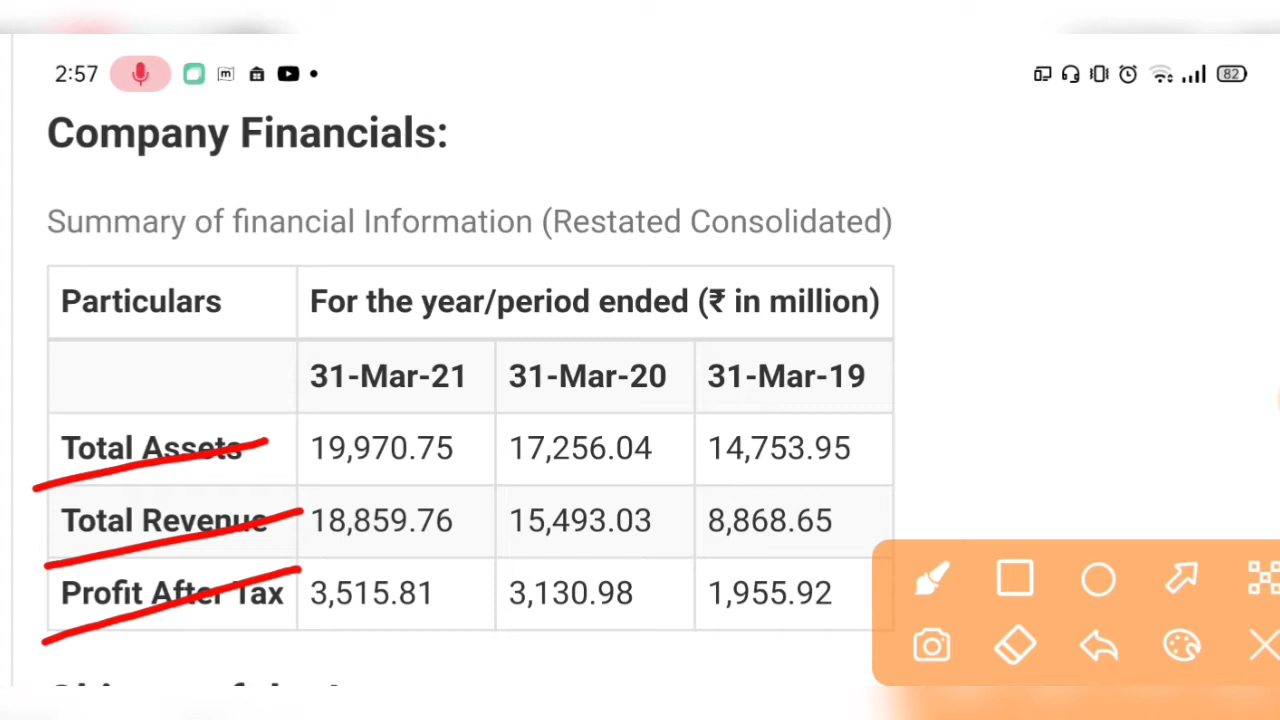 2:57 m 82
Company Financials:
Summary of financial Information (Restated Consolidated)
Particulars For the year/period ended (₹ in million)
31-Mar-21 31-Mar-20 31-Mar-19
Total Assets 19,970.75 17,256.04 14,753.95
Total Revenue 18,859.76 15,493.03 8,868.65
Profit After Tax 3,515.81 3,130.98 1,955.92